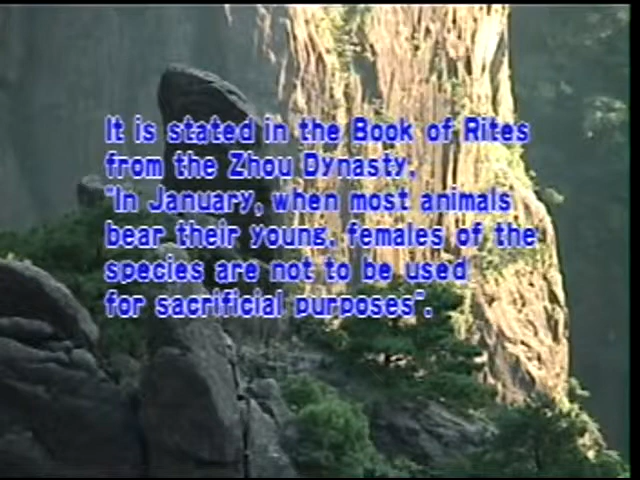 It is stated in the Book of Rites
from the Zhou Dynasty,
"In January, when most animals
bear their young, females of the
species are not to be used
for sacrificial purposes".